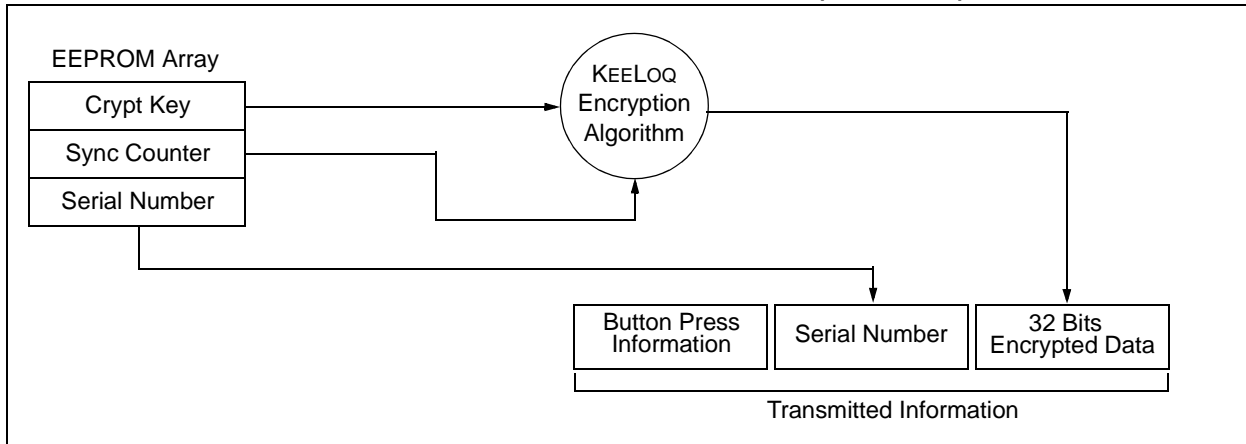 EEPROM Array
Crypt Key
Sync Counter
Serial Number
KEELOQ
Encryption
Algorithm
Button Press
Information
Serial Number
32 Bits
Encrypted Data
Transmitted Information